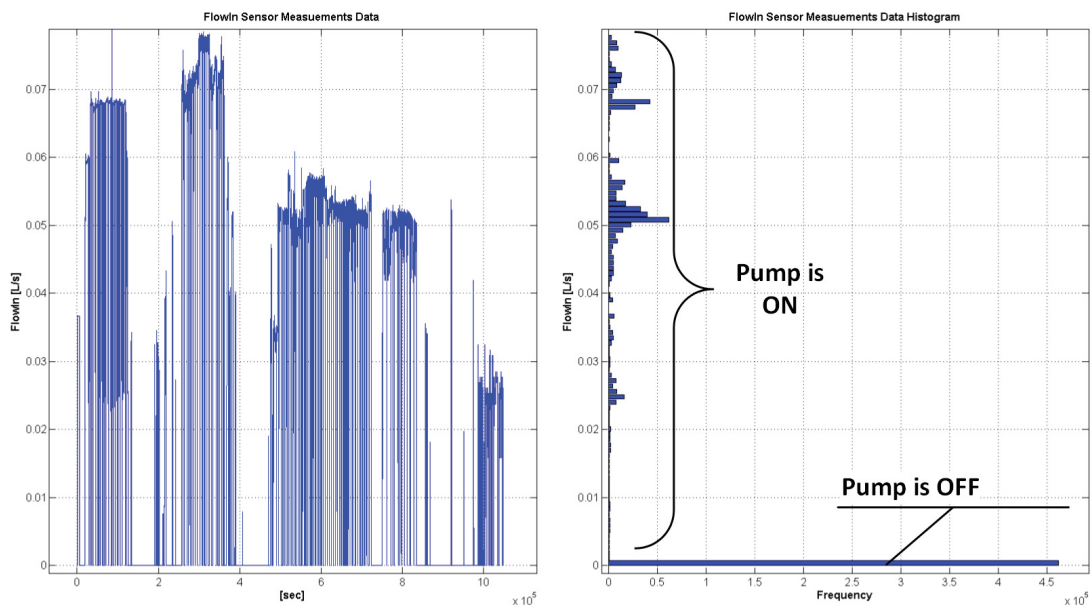 FlowIn Sensor Measuements Data
0.07
0.06
0.05
0.04
0.03
0.02
0.01
0
FlowIn [L/s]
0
2
4
6
8
10
[sec]
x 10^5
FlowIn Sensor Measuements Data Histogram
0.07
0.06
0.05
0.04
0.03
0.02
0.01
0
FlowIn [L/s]
Pump is
ON
Pump is OFF
0
0.5
1
1.5
2
2.5
3
3.5
4
4.5
Frequency
x 10^5